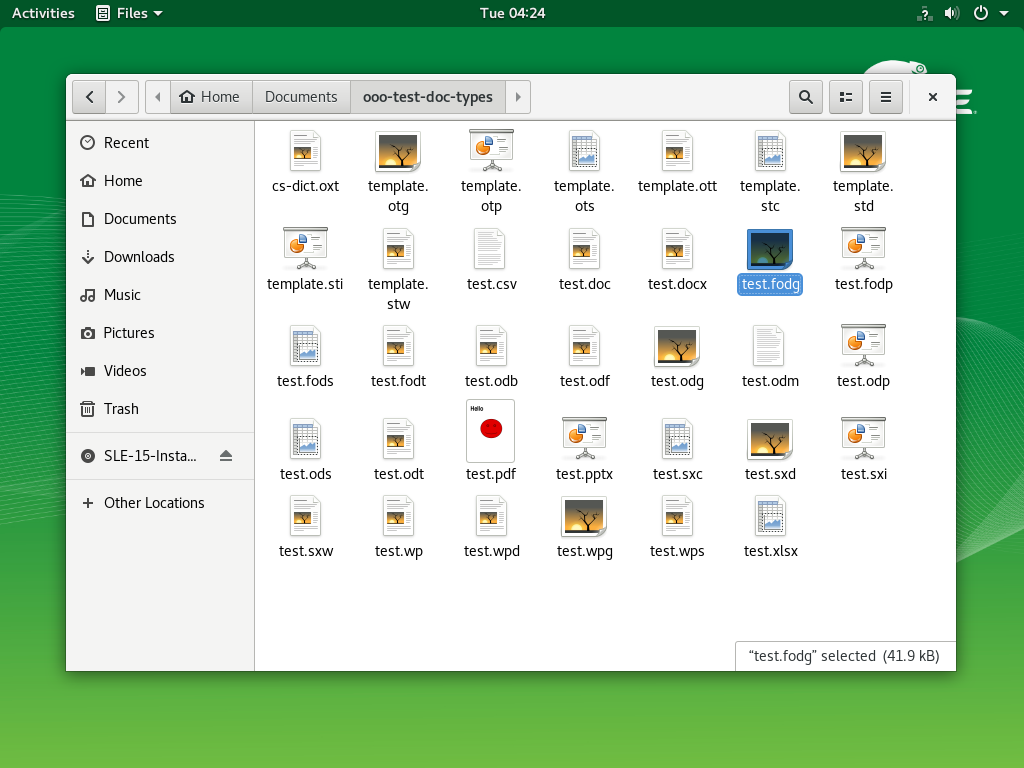 Activities Files Tue 04:24
Home Documents ooo-test-doc-types
Recent
Home
Documents
Downloads
Music
Pictures
Videos
Trash
SLE-15-Insta...
Other Locations
cs-dict.oxt template. template. template. template.ott template. template.
otg otp ots stc std
template.sti template. test.csv test.doc test.docx test.fodg test.fodp
stw
test.fods test.fodt test.odb test.odf test.odg test.odm test.odp
Hello
test.ods test.odt test.pdf test.pptx test.sxc test.sxd test.sxi
test.sxw test.wp test.wpd test.wpg test.wps test.xlsx
“test.fodg” selected (41.9 kB)